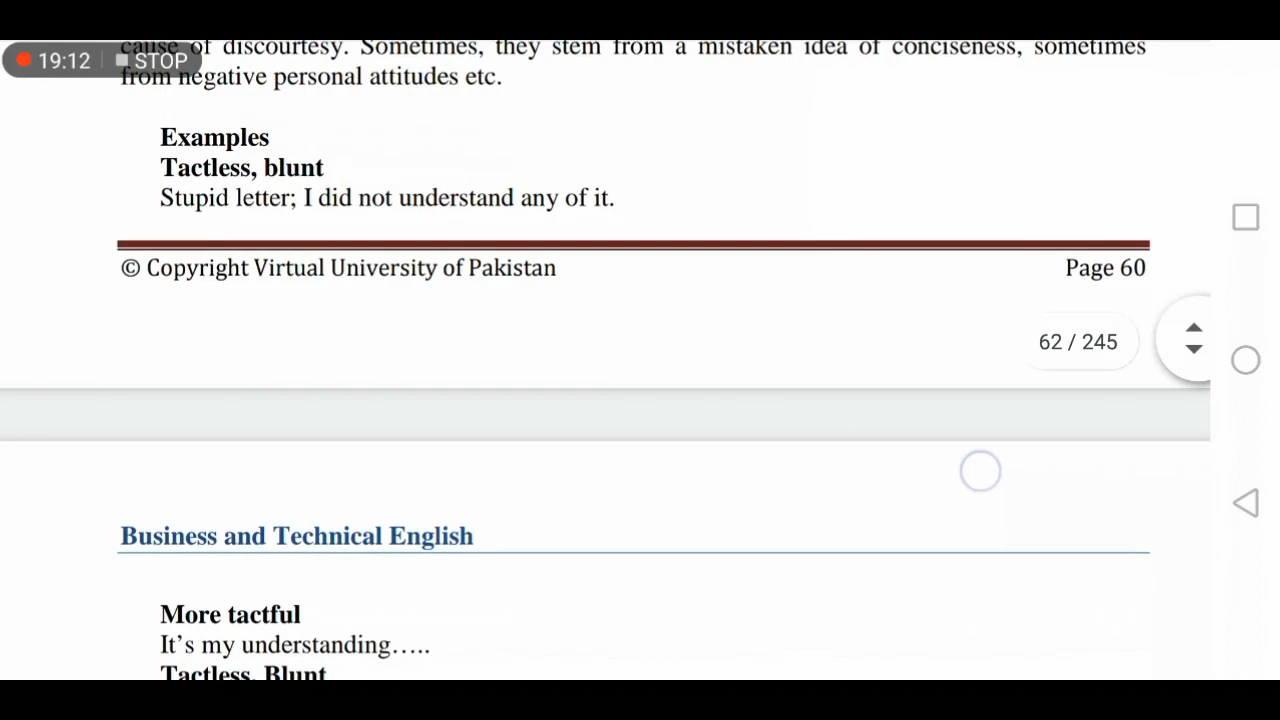 cause of discourtesy. Sometimes, they stem from a mistaken idea of conciseness, sometimes
19:12 STOP
from negative personal attitudes etc.
Examples
Tactless, blunt
Stupid letter; I did not understand any of it.
© Copyright Virtual University of Pakistan Page 60
62 / 245
Business and Technical English
More tactful
It’s my understanding…..
Tactless, Blunt